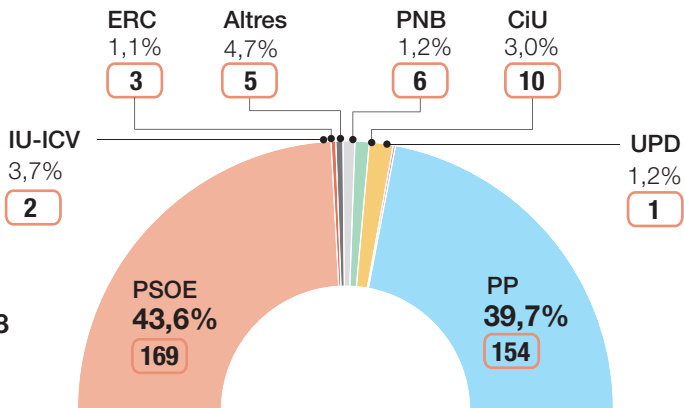 ERC
1,1%
3
Altres
4,7%
5
PNB
1,2%
6
CiU
3,0%
10
IU-ICV
3,7%
2
UPD
1,2%
1
PSOE
43,6%
169
PP
39,7%
154
3